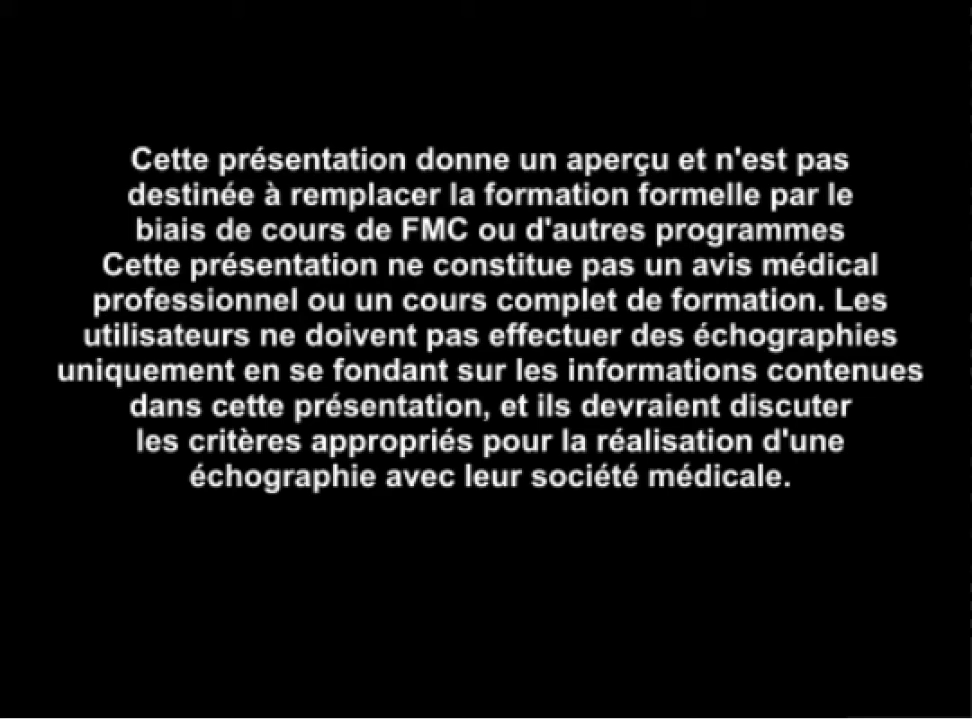 Cette présentation donne un aperçu et n'est pas
destinée à remplacer la formation formelle par le
biais de cours de FMC ou d'autres programmes
Cette présentation ne constitue pas un avis médical
professionnel ou un cours complet de formation. Les
utilisateurs ne doivent pas effectuer des échographies
uniquement en se fondant sur les informations contenues
dans cette présentation, et ils devraient discuter
les critères appropriés pour la réalisation d'une
échographie avec leur société médicale.